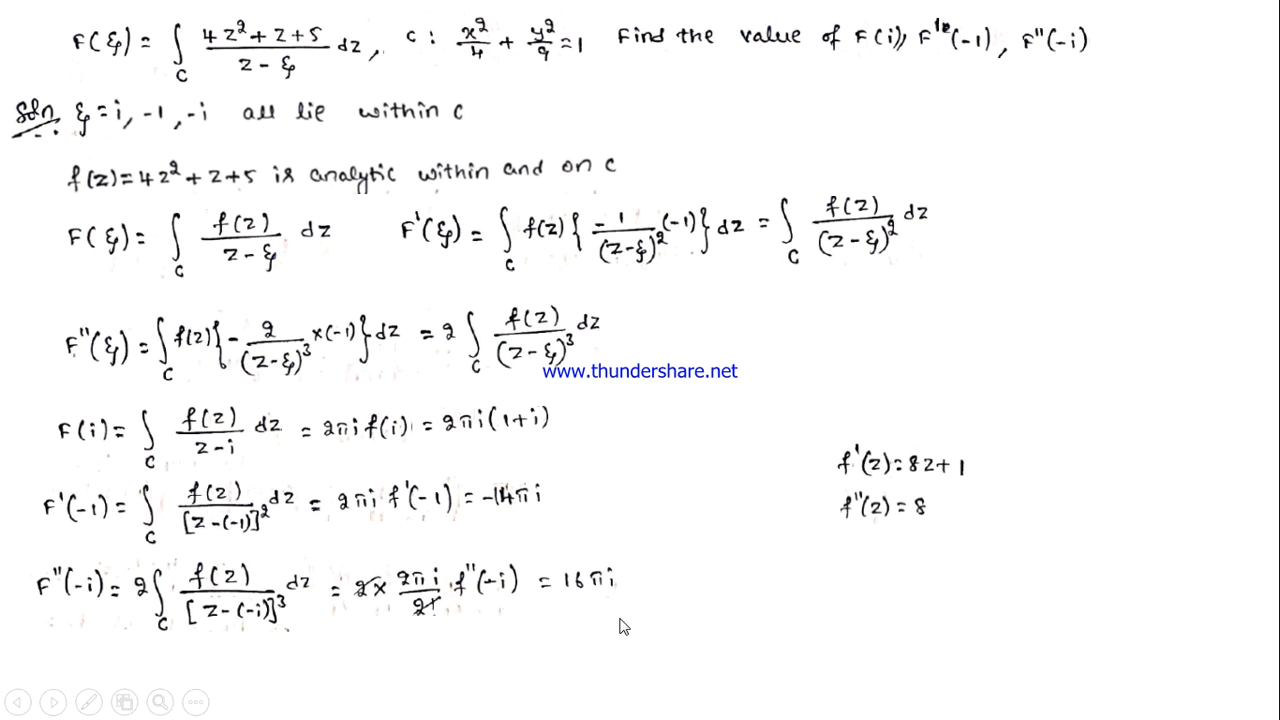 F(ξ) = ∫_C (4z²+z+5)/(z-ξ) dz, C: x²/4 + y²/9 = 1 Find the value of F(i), F'(-1), F''(-i)
Soln. ξ = i, -1, -i all lie within C
f(z) = 4z²+z+5 is analytic within and on C
F(ξ) = ∫_C f(z)/(z-ξ) dz F'(ξ) = ∫_C f(z) { -1/(z-ξ)² (-1) } dz = ∫_C f(z)/(z-ξ)² dz
F''(ξ) = ∫_C f(z) { -2/(z-ξ)³ ×(-1) } dz = 2 ∫_C f(z)/(z-ξ)³ dz
www.thundershare.net
F(i) = ∫_C f(z)/(z-i) dz = 2πi f(i) = 2πi(1+i)
f'(z) = 8z+1
F'(-1) = ∫_C f(z)/[z-(-1)]² dz = 2πi f'(-1) = -14πi
f''(z) = 8
F''(-i) = 2 ∫_C f(z)/[z-(-i)]³ dz = 2 × 2πi/2! f''(-i) = 16πi